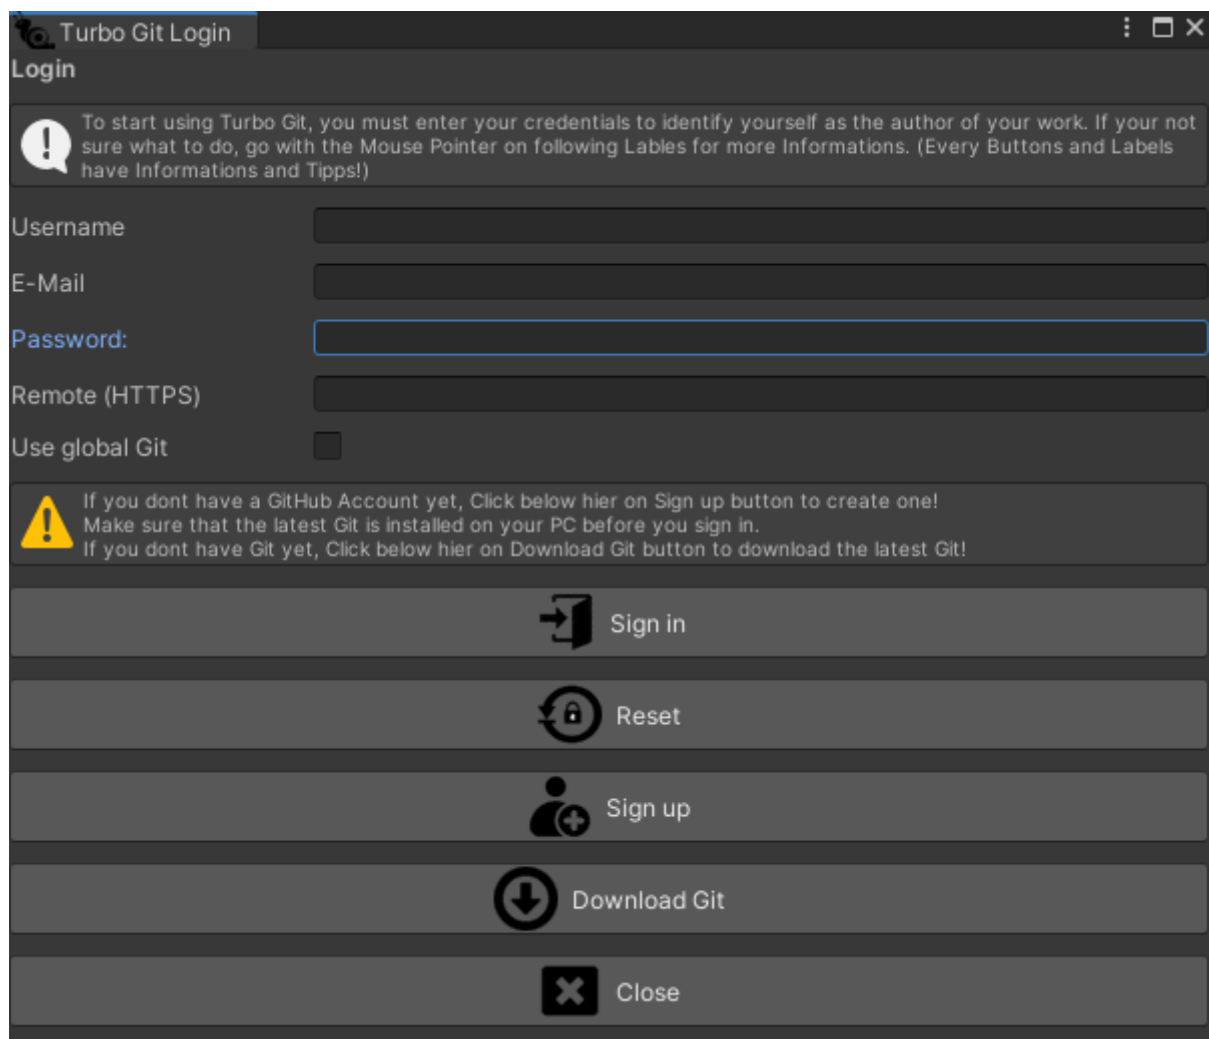 Turbo Git Login
Login
To start using Turbo Git, you must enter your credentials to identify yourself as the author of your work. If your not
sure what to do, go with the Mouse Pointer on following Lables for more Informations. (Every Buttons and Labels
have Informations and Tipps!)
Username
E-Mail
Password:
Remote (HTTPS)
Use global Git
If you dont have a GitHub Account yet, Click below hier on Sign up button to create one!
Make sure that the latest Git is installed on your PC before you sign in.
If you dont have Git yet, Click below hier on Download Git button to download the latest Git!
Sign in
Reset
Sign up
Download Git
Close